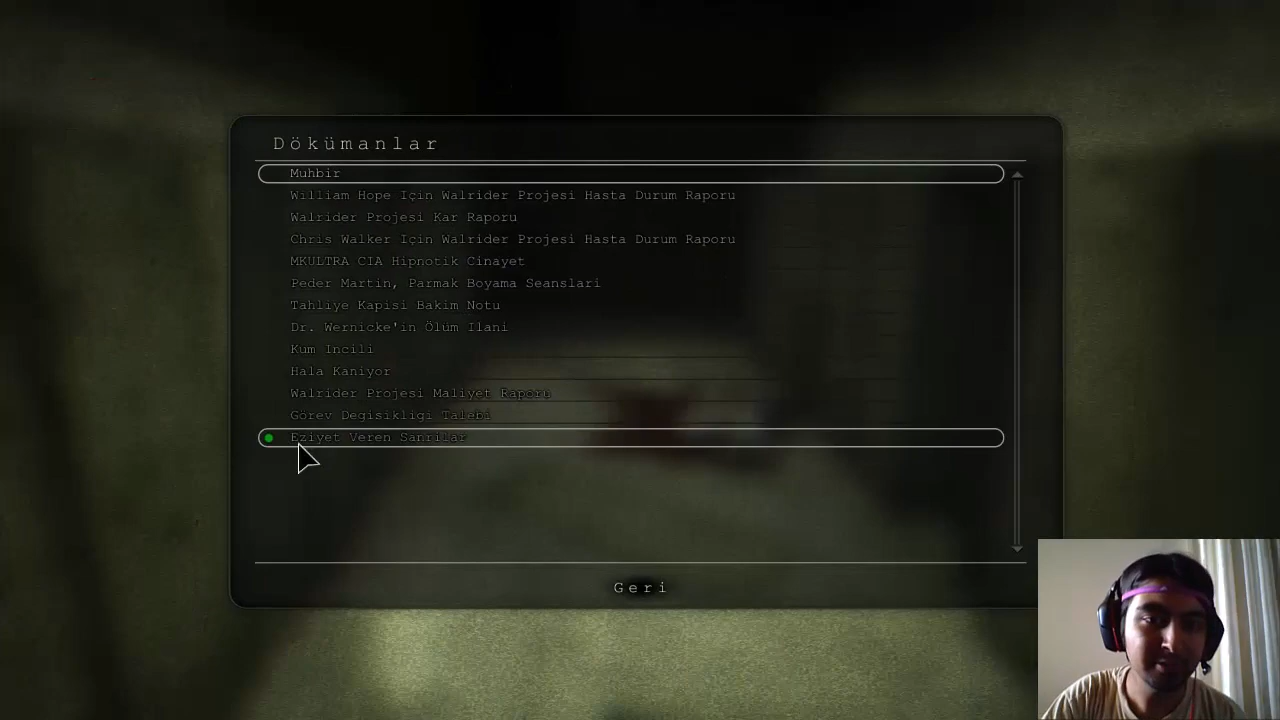 Dökümanlar
Muhbir
William Hope Için Walrider Projesi Hasta Durum Raporu
Walrider Projesi Kar Raporu
Chris Walker Için Walrider Projesi Hasta Durum Raporu
MKULTRA CIA Hipnotik Cinayet
Peder Martin, Parmak Boyama Seanslari
Tahliye Kapisi Bakim Notu
Dr. Wernicke'in Ölüm Ilani
Kum Incili
Hala Kaniyor
Walrider Projesi Maliyet Raporu
Görev Degisikligi Talebi
Eziyet Veren Sanrilar
Geri